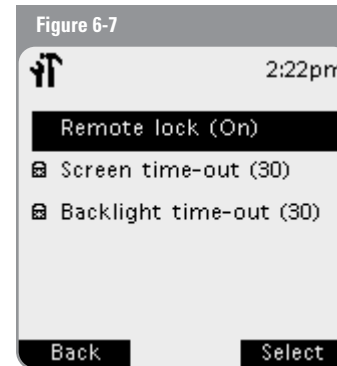 Figure 6-7
2:22pm
Remote lock (On)
Screen time-out (30)
Backlight time-out (30)
Back Select